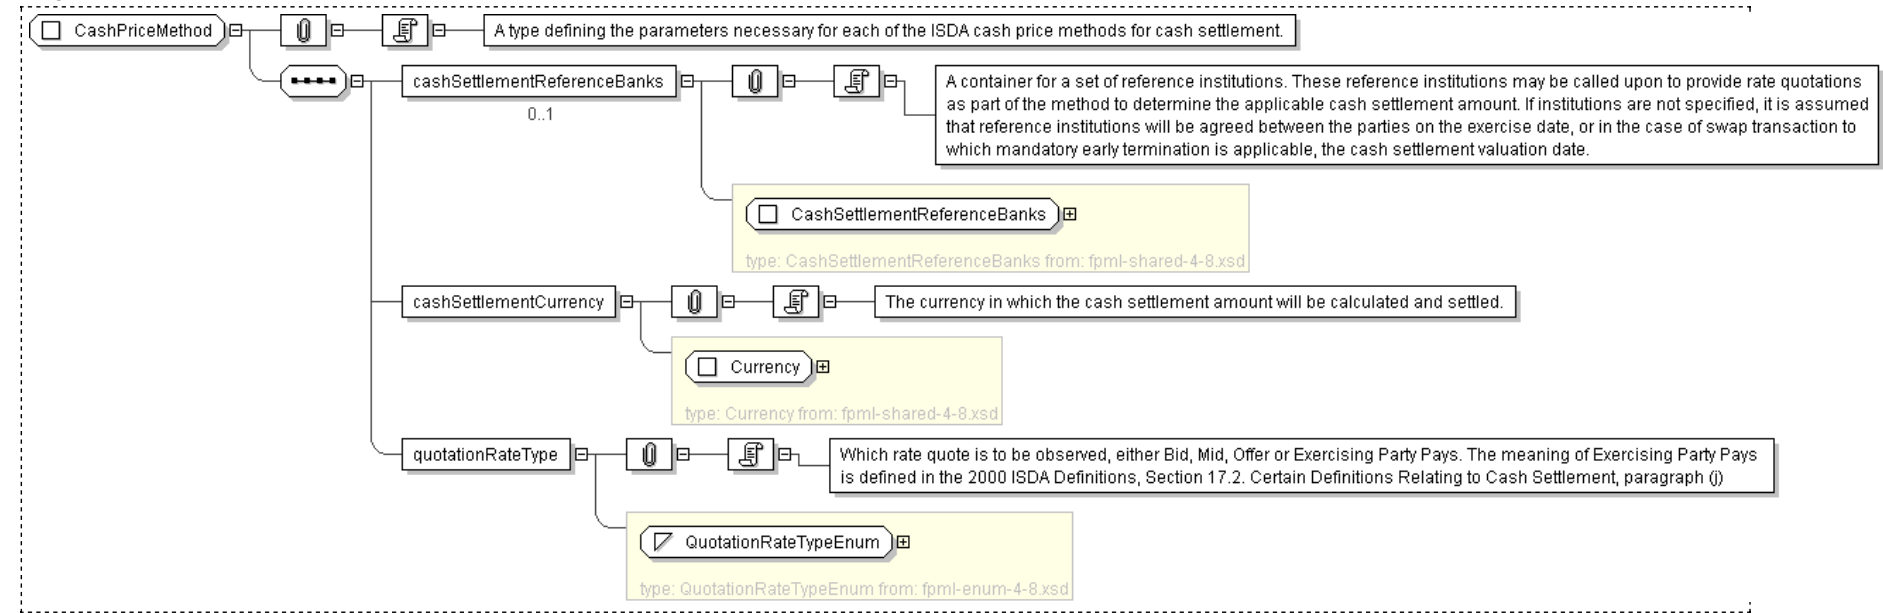 CashPriceMethod
A type defining the parameters necessary for each of the ISDA cash price methods for cash settlement.
cashSettlementReferenceBanks
0..1
A container for a set of reference institutions. These reference institutions may be called upon to provide rate quotations
as part of the method to determine the applicable cash settlement amount. If institutions are not specified, it is assumed
that reference institutions will be agreed between the parties on the exercise date, or in the case of swap transaction to
which mandatory early termination is applicable, the cash settlement valuation date.
CashSettlementReferenceBanks
type: CashSettlementReferenceBanks from: fpml-shared-4-8.xsd
cashSettlementCurrency
The currency in which the cash settlement amount will be calculated and settled.
Currency
type: Currency from: fpml-shared-4-8.xsd
quotationRateType
Which rate quote is to be observed, either Bid, Mid, Offer or Exercising Party Pays. The meaning of Exercising Party Pays
is defined in the 2000 ISDA Definitions, Section 17.2. Certain Definitions Relating to Cash Settlement, paragraph (j)
QuotationRateTypeEnum
type: QuotationRateTypeEnum from: fpml-enum-4-8.xsd